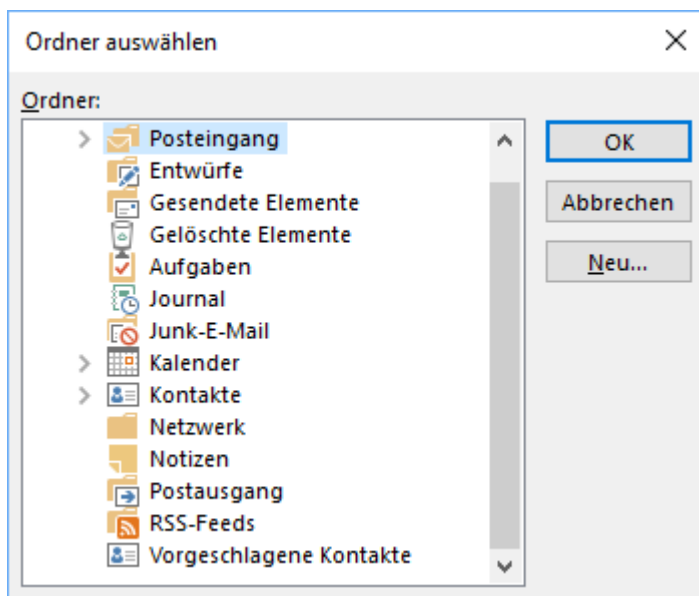 Ordner auswählen
Ordner:
Posteingang
Entwürfe
Gesendete Elemente
Gelöschte Elemente
Aufgaben
Journal
Junk-E-Mail
Kalender
Kontakte
Netzwerk
Notizen
Postausgang
RSS-Feeds
Vorgeschlagene Kontakte
OK
Abbrechen
Neu...